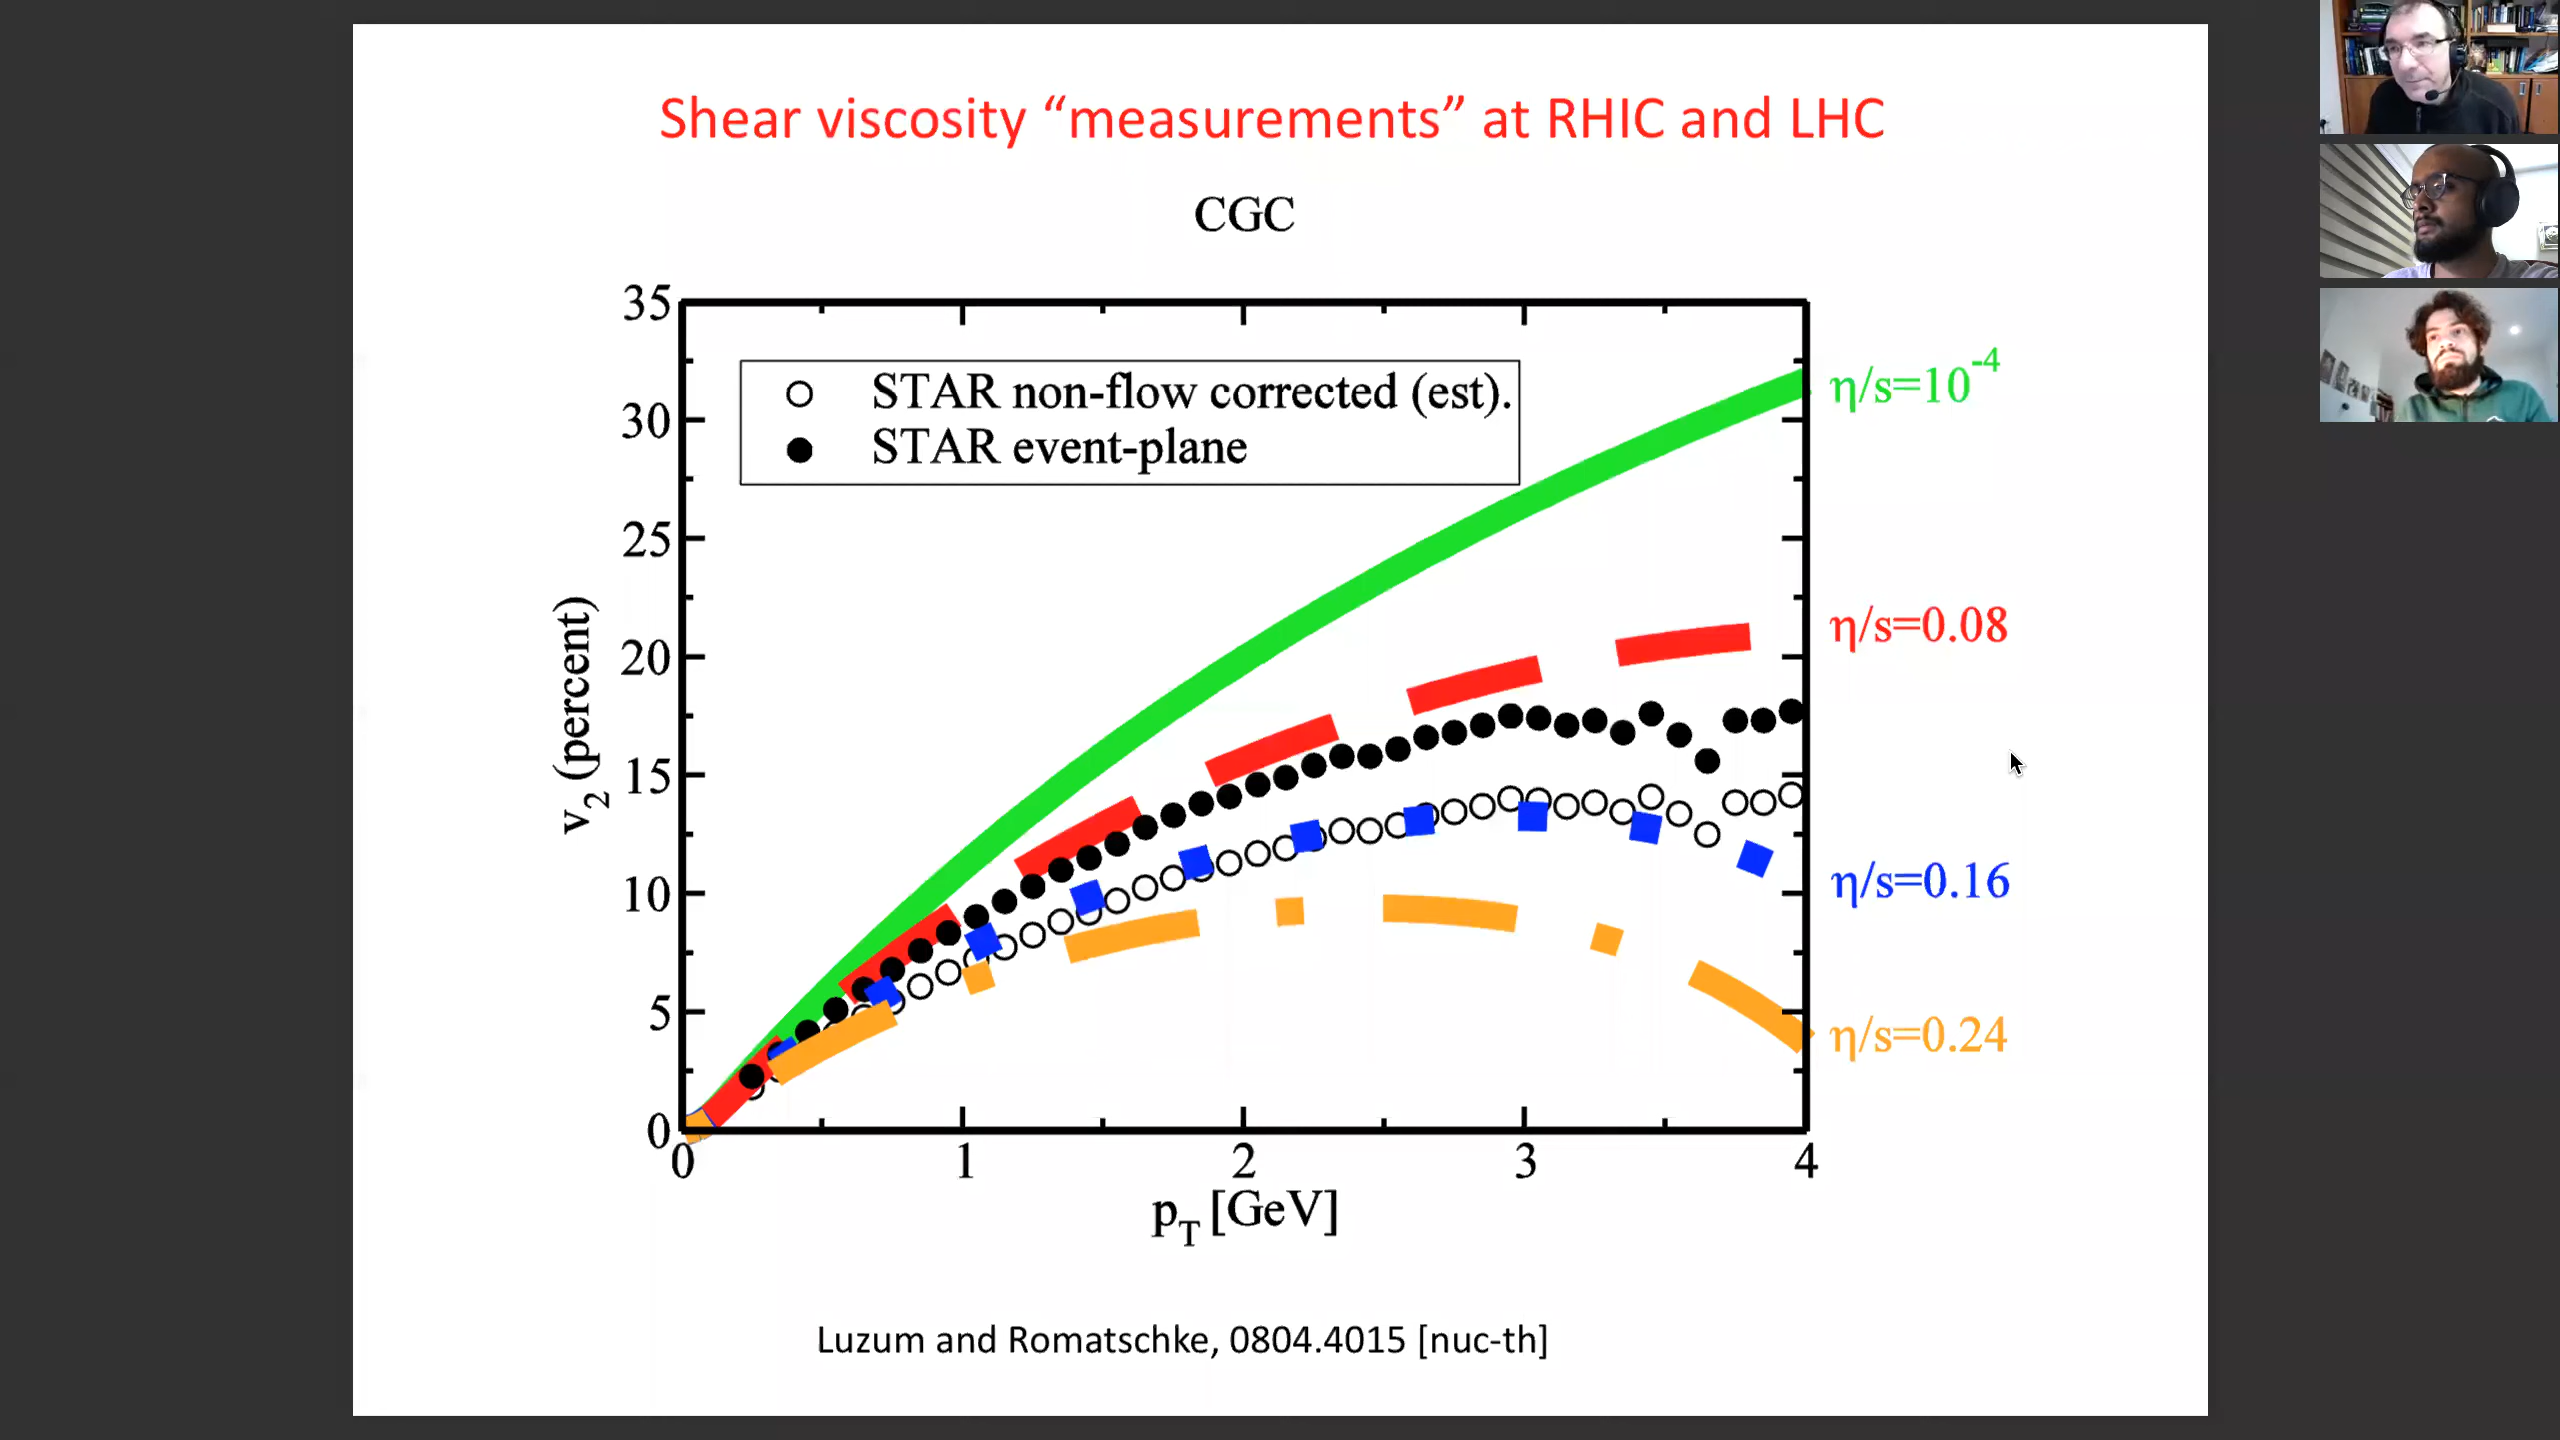 Shear viscosity “measurements” at RHIC and LHC
CGC
35
30
25
20
15
10
5
0
v2 (percent)
STAR non-flow corrected (est).
STAR event-plane
η/s=10-4
η/s=0.08
η/s=0.16
η/s=0.24
0 1 2 3 4
pT [GeV]
Luzum and Romatschke, 0804.4015 [nuc-th]